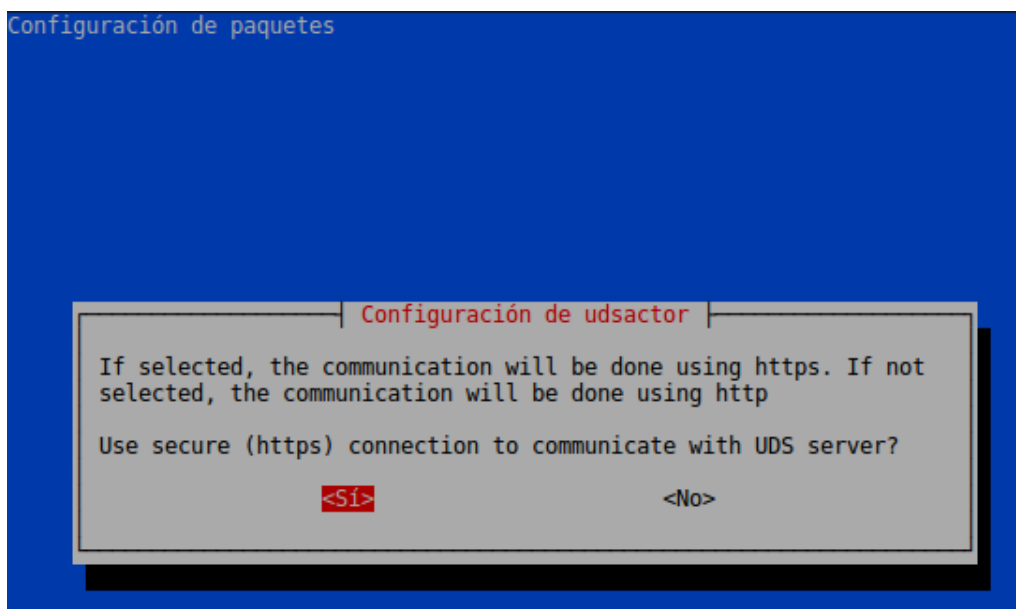 Configuración de paquetes
Configuración de udsactor
If selected, the communication will be done using https. If not
selected, the communication will be done using http
Use secure (https) connection to communicate with UDS server?
<Sí> <No>